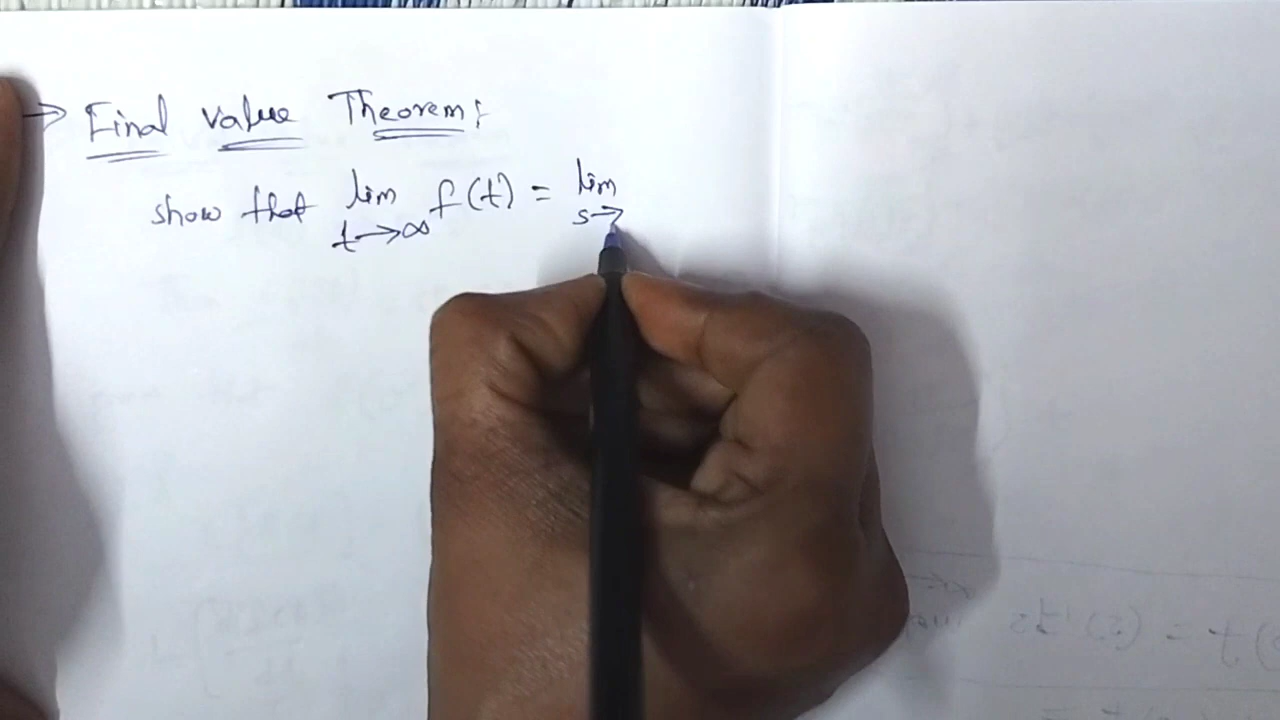 → Final Value Theorem:
show that lim f(t) = lim
t→∞ s→